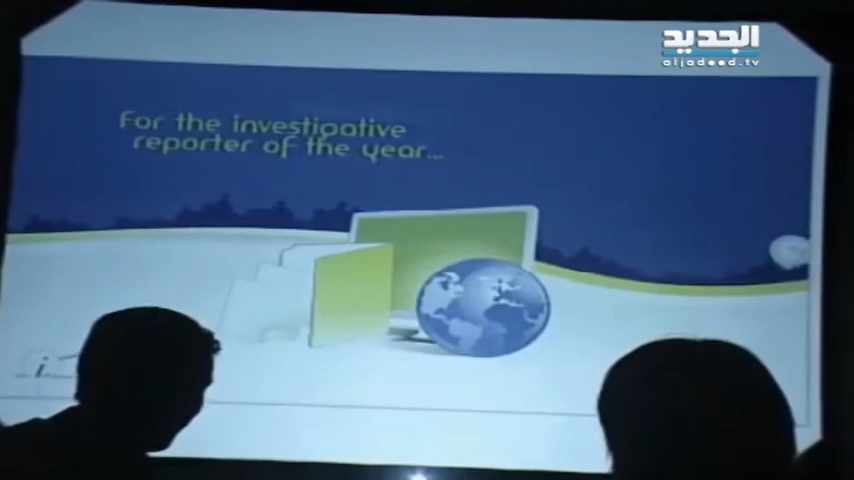 الجديد
aljadeed.tv
For the investigative
reporter of the year...
i